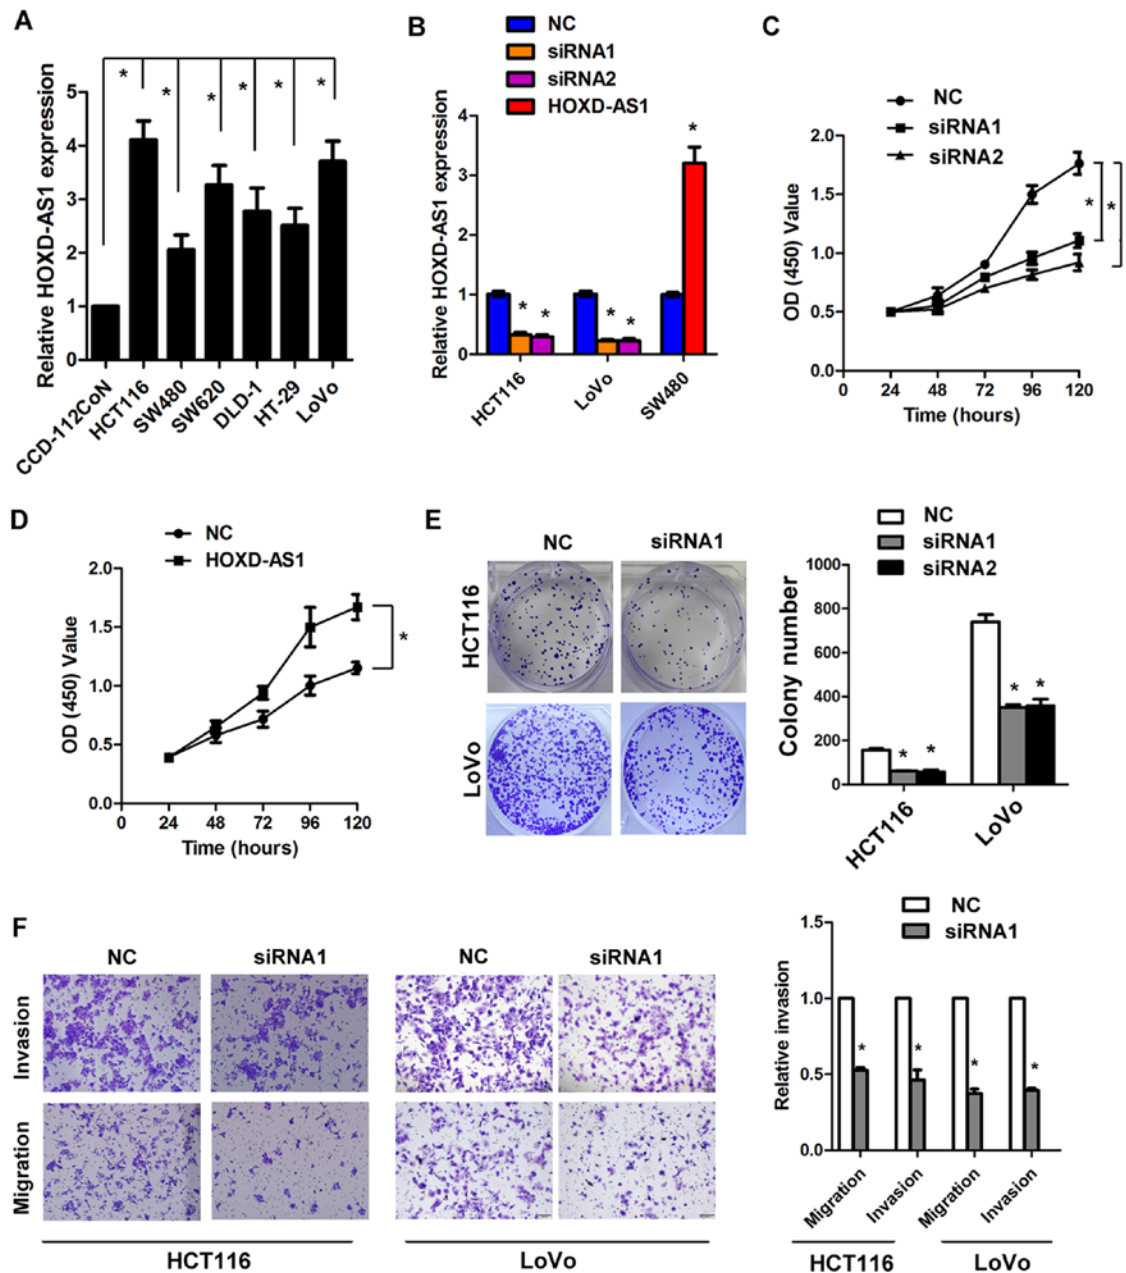 A
Relative HOXD-AS1 expression
5
4
3
2
1
0
* * * * * *
CCD-112CoN
HCT116
SW480
SW620
DLD-1
HT-29
LoVo
B
NC
siRNA1
siRNA2
HOXD-AS1
Relative HOXD-AS1 expression
4
3
2
1
0
* * * * *
HCT116
LoVo
SW480
C
NC
siRNA1
siRNA2
OD (450) Value
2.0
1.5
1.0
0.5
0.0
* *
0 24 48 72 96 120
Time (hours)
D
NC
HOXD-AS1
OD (450) Value
2.0
1.5
1.0
0.5
0.0
*
0 24 48 72 96 120
Time (hours)
E
NC siRNA1
HCT116
LoVo
NC
siRNA1
siRNA2
Colony number
1000
800
600
400
200
0
* * * *
HCT116
LoVo
F
NC siRNA1 NC siRNA1
Invasion
Migration
HCT116 LoVo
NC
siRNA1
Relative invasion
1.5
1.0
0.5
0.0
* * * *
Migration
Invasion
Migration
Invasion
HCT116 LoVo